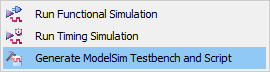 Run Functional Simulation
Run Timing Simulation
Generate ModelSim Testbench and Script